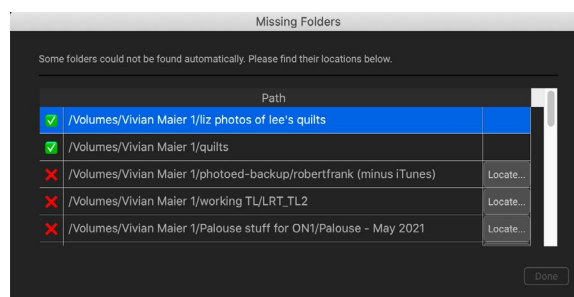 Missing Folders
Some folders could not be found automatically. Please find their locations below.
Path
/Volumes/Vivian Maier 1/liz photos of lee's quilts
/Volumes/Vivian Maier 1/quilts
/Volumes/Vivian Maier 1/photoed-backup/robertfrank (minus iTunes) Locate...
/Volumes/Vivian Maier 1/working TL/LRT_TL2 Locate...
/Volumes/Vivian Maier 1/Palouse stuff for ON1/Palouse - May 2021 Locate...
Done